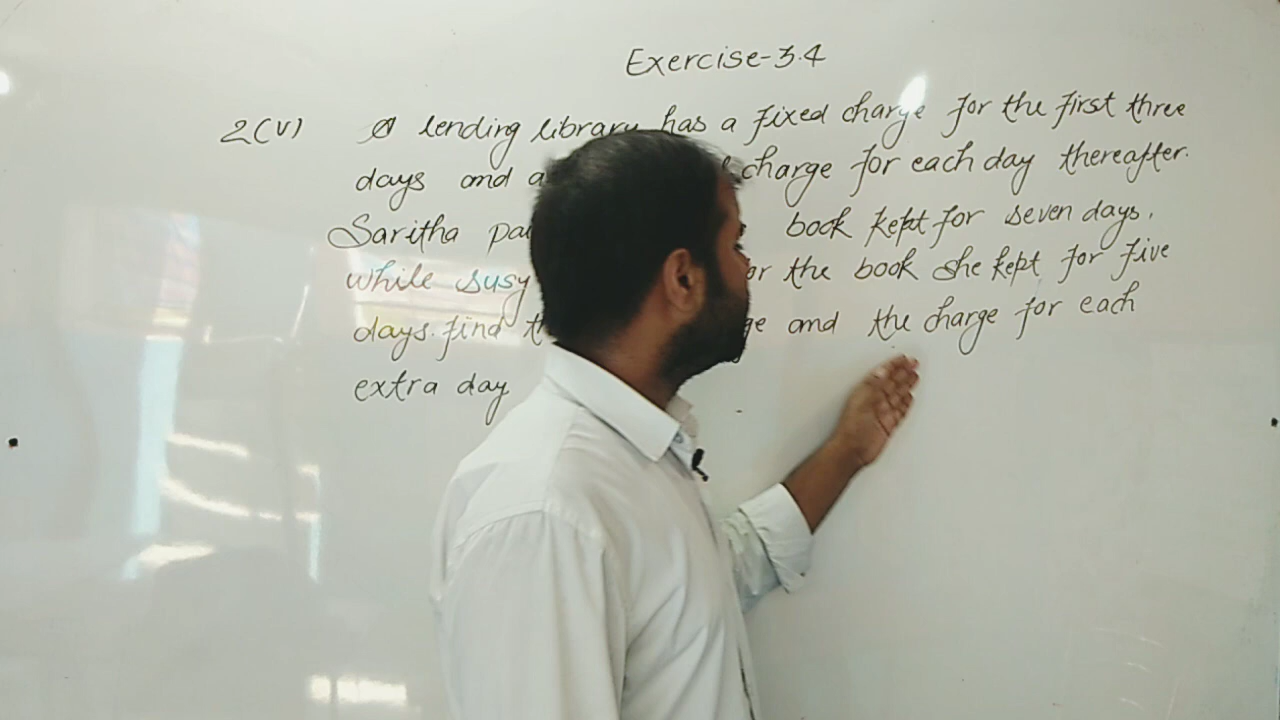 Exercise-3.4
2(V) A lending library has a fixed charge for the first three
days and charge for each day thereafter.
Saritha book kept for seven days,
while susy the book she kept for five
days. find and the charge for each
extra day